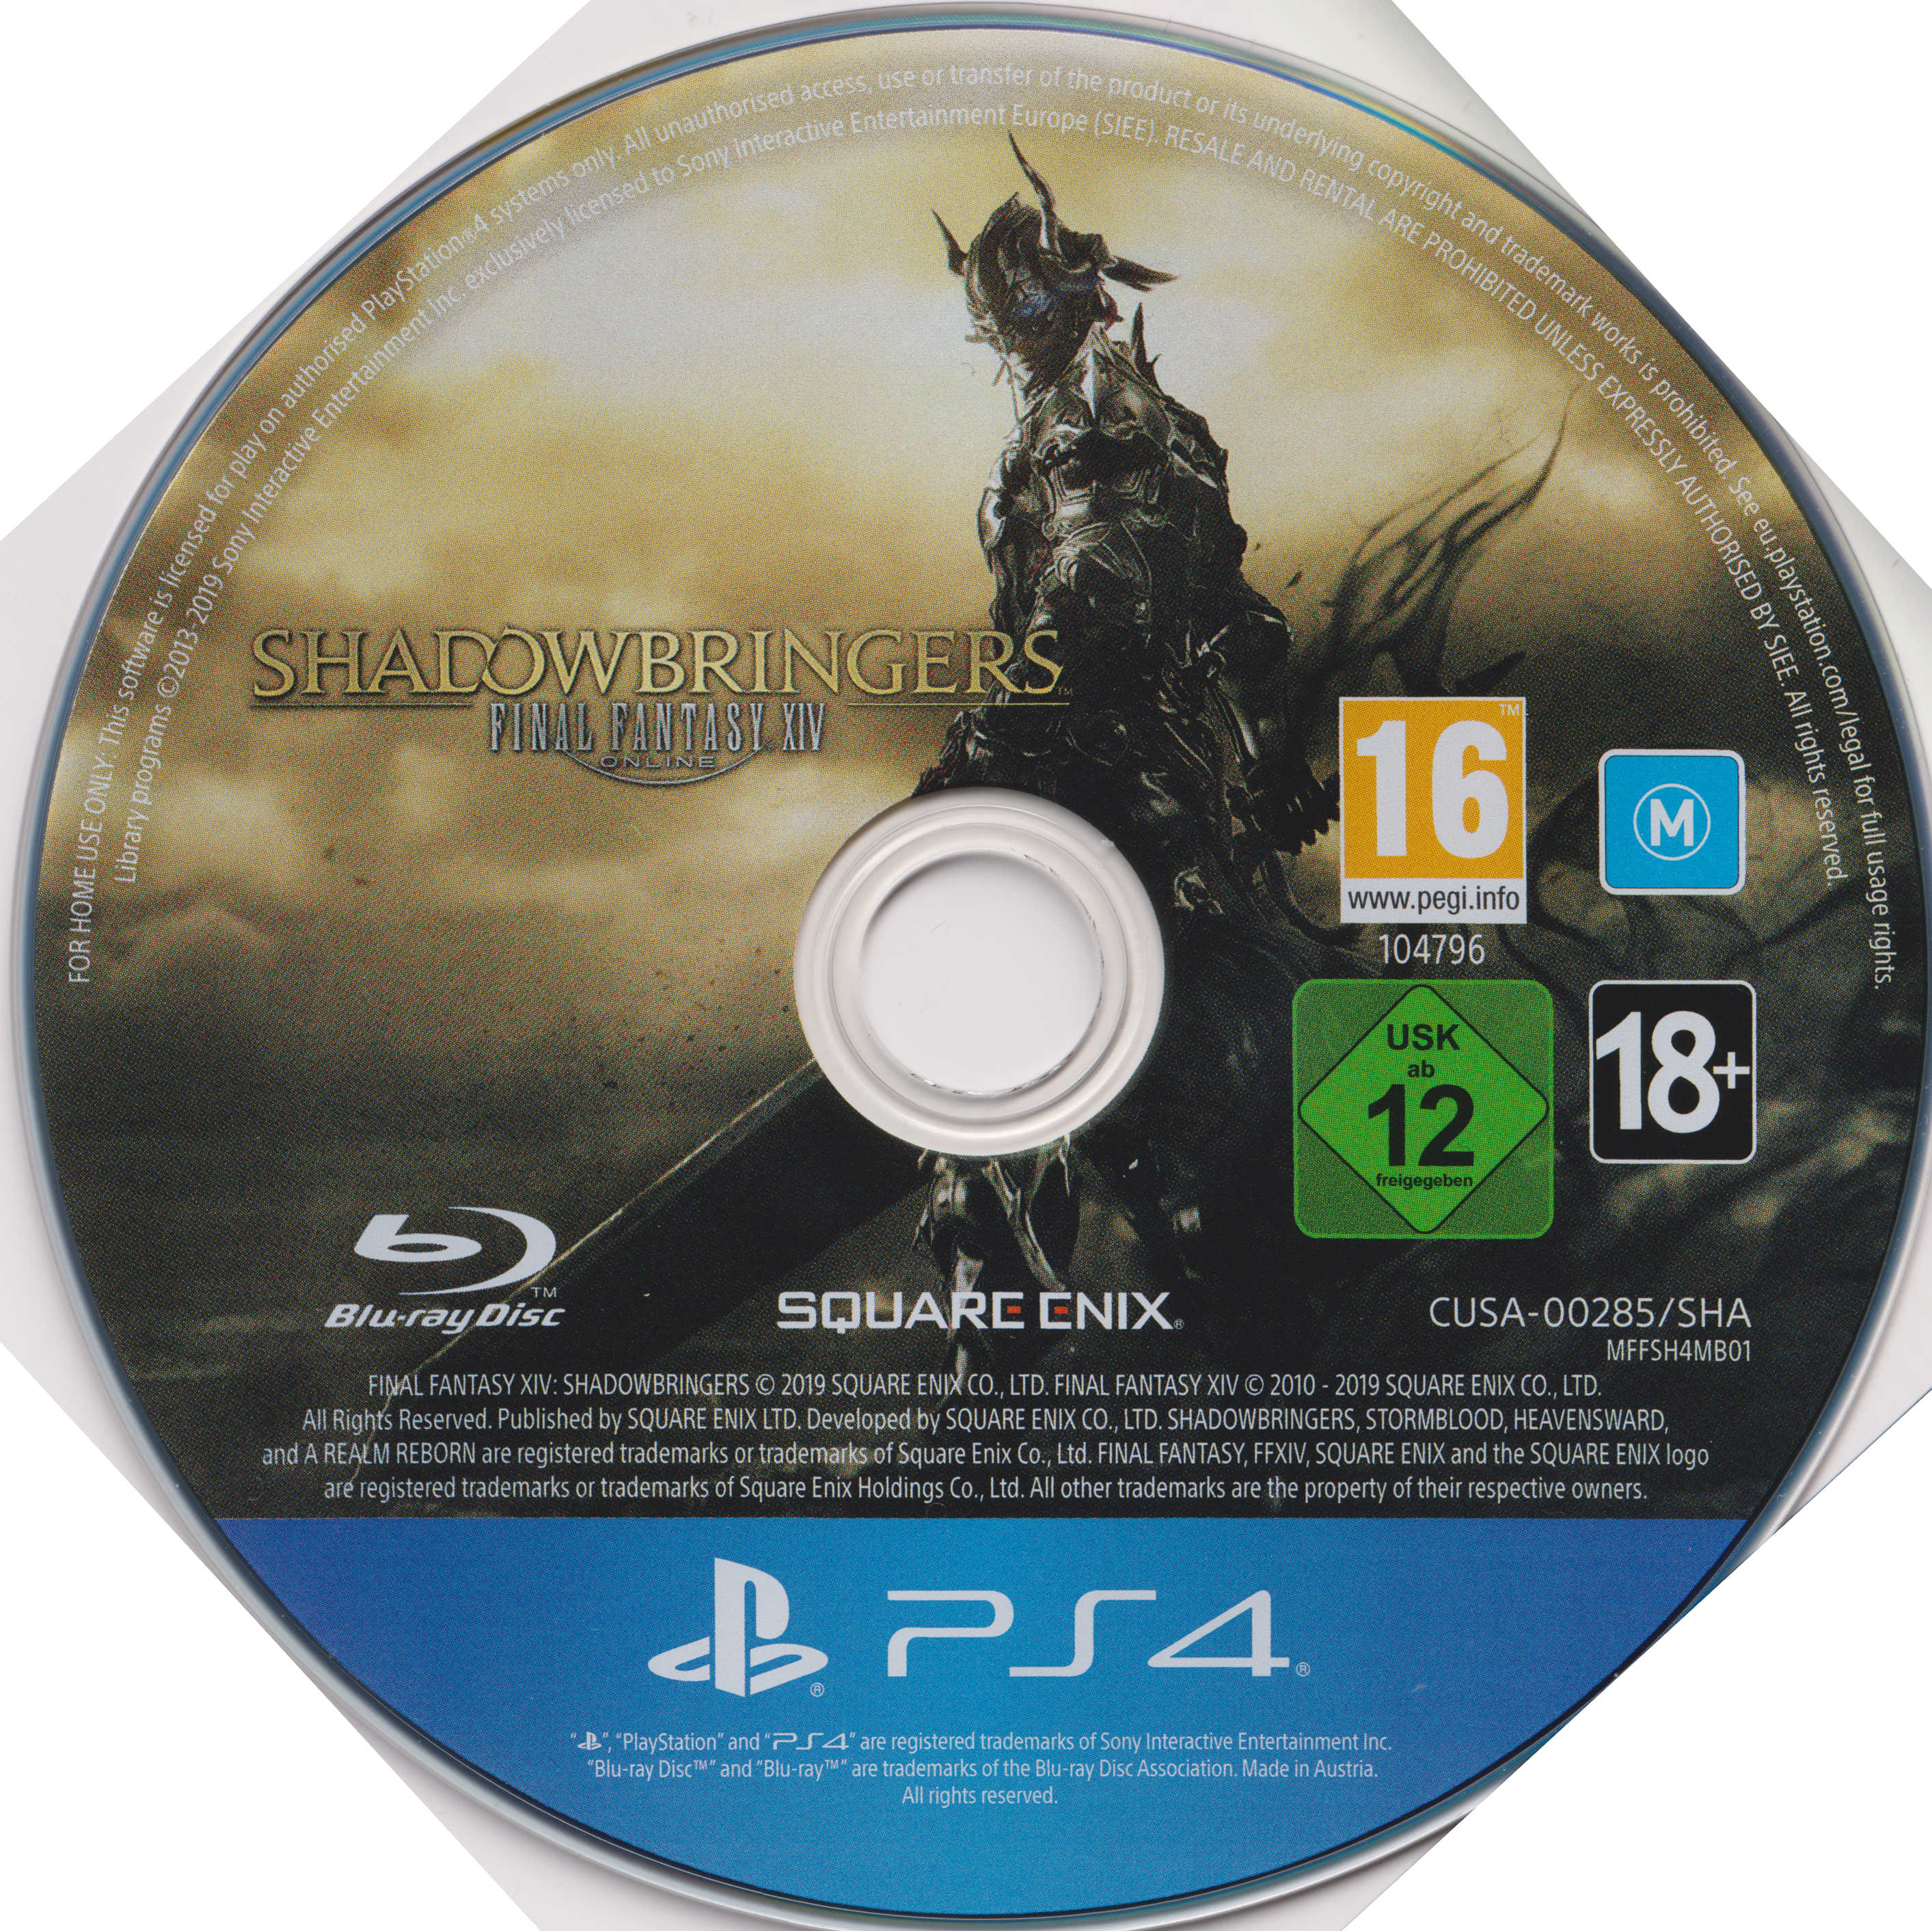 FOR HOME USE ONLY. This software is licensed for play on authorised PlayStation®4 systems only. All unauthorised access, use or transfer of the product or its underlying copyright and trademark works is prohibited. See eu.playstation.com/legal for full usage rights.
Library programs ©2013-2019 Sony Interactive Entertainment Inc. exclusively licensed to Sony Interactive Entertainment Europe (SIEE). RESALE AND RENTAL ARE PROHIBITED UNLESS EXPRESSLY AUTHORISED BY SIEE. All rights reserved.
SHADOWBRINGERS™
FINAL FANTASY XIV
ONLINE
16™
www.pegi.info
104796
M
USK
ab
12
freigegeben
18+
Blu-ray Disc™
SQUARE ENIX®
CUSA-00285/SHA
MFFSH4MB01
FINAL FANTASY XIV: SHADOWBRINGERS © 2019 SQUARE ENIX CO., LTD. FINAL FANTASY XIV © 2010 - 2019 SQUARE ENIX CO., LTD.
All Rights Reserved. Published by SQUARE ENIX LTD. Developed by SQUARE ENIX CO., LTD. SHADOWBRINGERS, STORMBLOOD, HEAVENSWARD,
and A REALM REBORN are registered trademarks or trademarks of Square Enix Co., Ltd. FINAL FANTASY, FFXIV, SQUARE ENIX and the SQUARE ENIX logo
are registered trademarks or trademarks of Square Enix Holdings Co., Ltd. All other trademarks are the property of their respective owners.
® PS4®
“ ”, “PlayStation” and “PS4” are registered trademarks of Sony Interactive Entertainment Inc.
“Blu-ray Disc™” and “Blu-ray™” are trademarks of the Blu-ray Disc Association. Made in Austria.
All rights reserved.